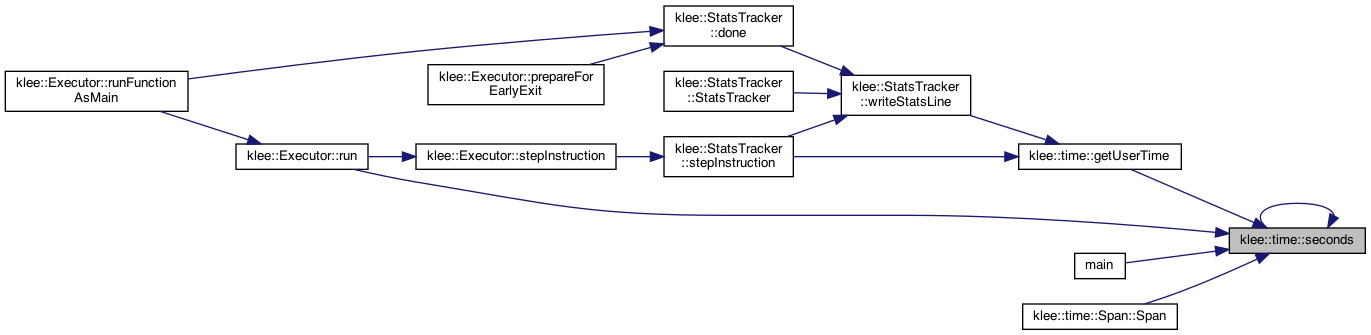 klee::StatsTracker
::done
klee::Executor::runFunction
AsMain
klee::Executor::prepareFor
EarlyExit
klee::StatsTracker
::StatsTracker
klee::StatsTracker
::writeStatsLine
klee::Executor::run
klee::Executor::stepInstruction
klee::StatsTracker
::stepInstruction
klee::time::getUserTime
klee::time::seconds
main
klee::time::Span::Span